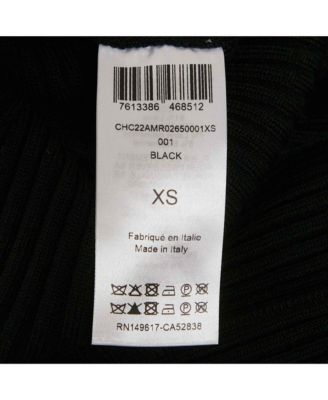 7613386 468512
CHC22AMR02650001XS
001
BLACK
XS
Fabriqué en Italie
Made in Italy
RN149617-CA52838